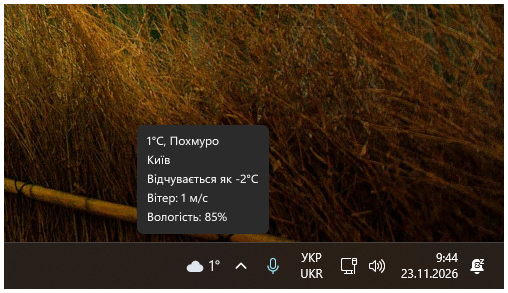 1°C, Похмуро
Київ
Відчувається як -2°C
Вітер: 1 м/с
Вологість: 85%
1°
УКР
UKR
9:44
23.11.2026